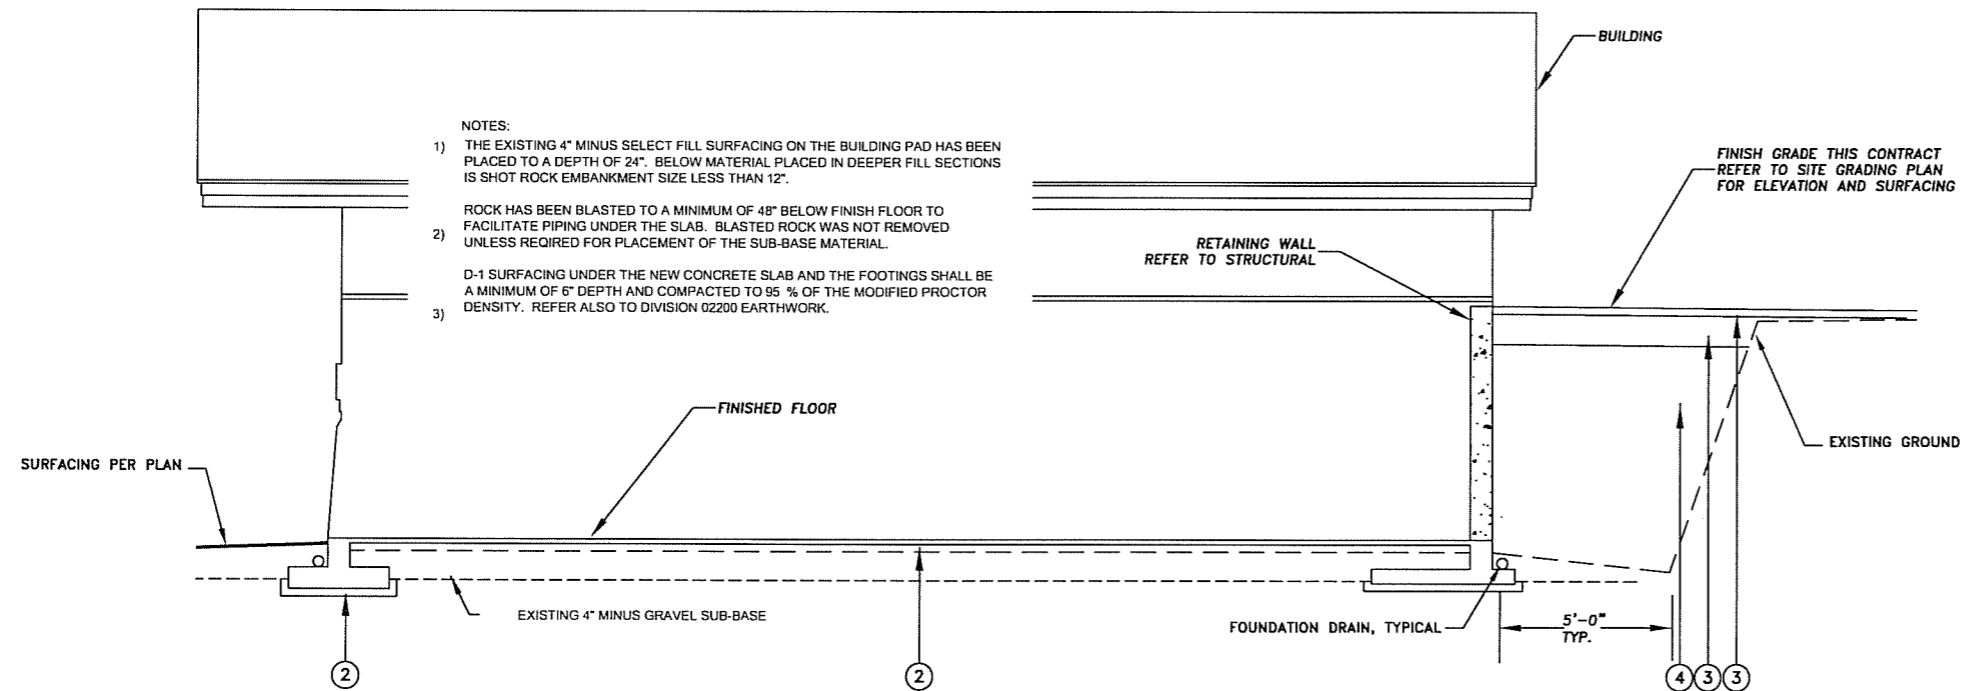 BUILDING
NOTES:
1) THE EXISTING 4" MINUS SELECT FILL SURFACING ON THE BUILDING PAD HAS BEEN
PLACED TO A DEPTH OF 24". BELOW MATERIAL PLACED IN DEEPER FILL SECTIONS
IS SHOT ROCK EMBANKMENT SIZE LESS THAN 12".
ROCK HAS BEEN BLASTED TO A MINIMUM OF 48" BELOW FINISH FLOOR TO
2) FACILITATE PIPING UNDER THE SLAB. BLASTED ROCK WAS NOT REMOVED
UNLESS REQIRED FOR PLACEMENT OF THE SUB-BASE MATERIAL.
D-1 SURFACING UNDER THE NEW CONCRETE SLAB AND THE FOOTINGS SHALL BE
A MINIMUM OF 6" DEPTH AND COMPACTED TO 95 % OF THE MODIFIED PROCTOR
3) DENSITY. REFER ALSO TO DIVISION 02200 EARTHWORK.
FINISH GRADE THIS CONTRACT
REFER TO SITE GRADING PLAN
FOR ELEVATION AND SURFACING
RETAINING WALL
REFER TO STRUCTURAL
FINISHED FLOOR
EXISTING GROUND
SURFACING PER PLAN
EXISTING 4" MINUS GRAVEL SUB-BASE
FOUNDATION DRAIN, TYPICAL
5'-0"
TYP.
2
2
4
3
3